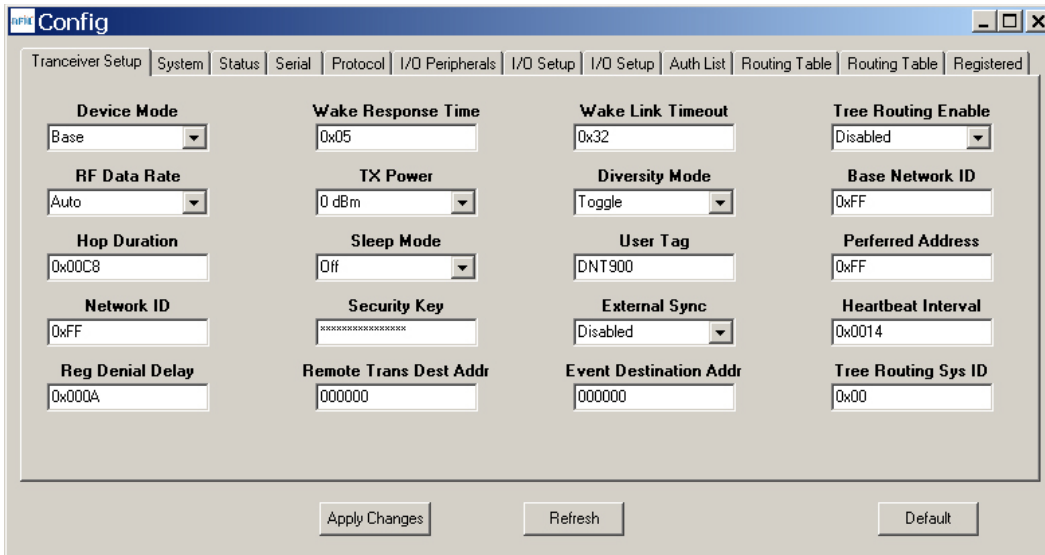 RFM Config
Tranceiver Setup System Status Serial Protocol I/O Peripherals I/O Setup I/O Setup Auth List Routing Table Routing Table Registered
Device Mode Wake Response Time Wake Link Timeout Tree Routing Enable
Base 0x05 0x32 Disabled
RF Data Rate TX Power Diversity Mode Base Network ID
Auto 0 dBm Toggle 0xFF
Hop Duration Sleep Mode User Tag Perferred Address
0x00C8 Off DNT900 0xFF
Network ID Security Key External Sync Heartbeat Interval
0xFF **************** Disabled 0x0014
Reg Denial Delay Remote Trans Dest Addr Event Destination Addr Tree Routing Sys ID
0x000A 000000 000000 0x00
Apply Changes Refresh Default